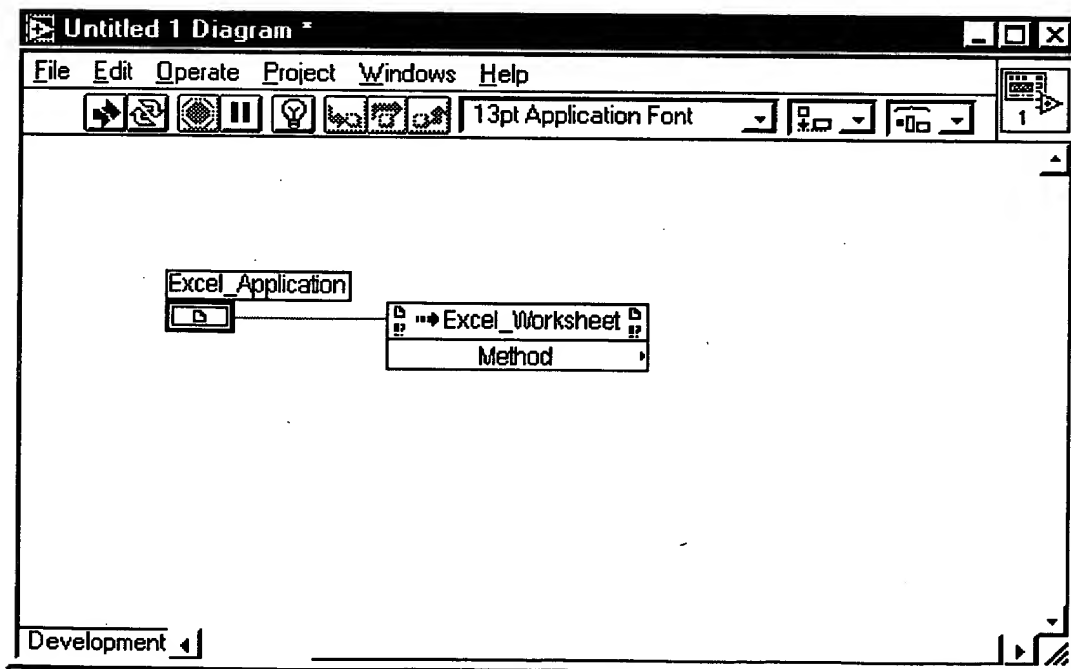 Untitled 1 Diagram *
File Edit Operate Project Windows Help
13pt Application Font
1
Excel_Application
Excel_Worksheet
Method
Development